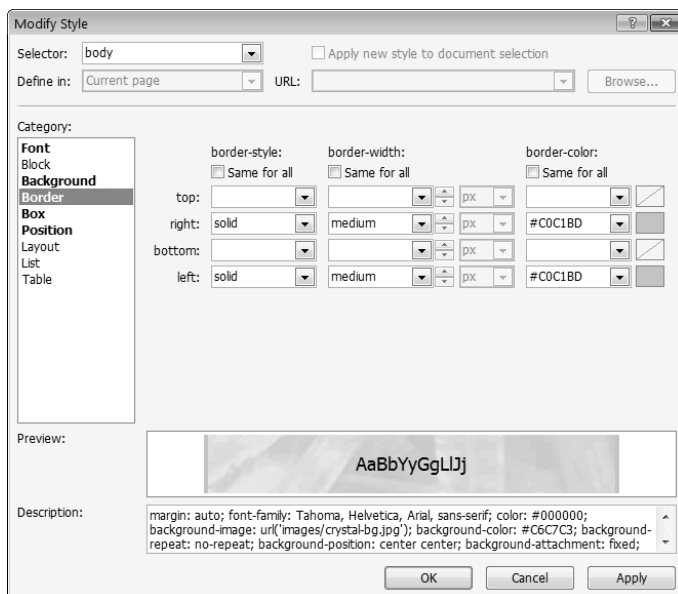 Modify Style
Selector: body Apply new style to document selection
Define in: Current page URL: Browse...
Category:
Font
Block
Background
Border
Box
Position
Layout
List
Table
border-style: border-width: border-color:
Same for all Same for all Same for all
top: px
right: solid medium px #C0C1BD
bottom: px
left: solid medium px #C0C1BD
Preview: AaBbYyGgLlJj
Description: margin: auto; font-family: Tahoma, Helvetica, Arial, sans-serif; color: #000000;
background-image: url('images/crystal-bg.jpg'); background-color: #C6C7C3; background-
repeat: no-repeat; background-position: center center; background-attachment: fixed;
OK Cancel Apply